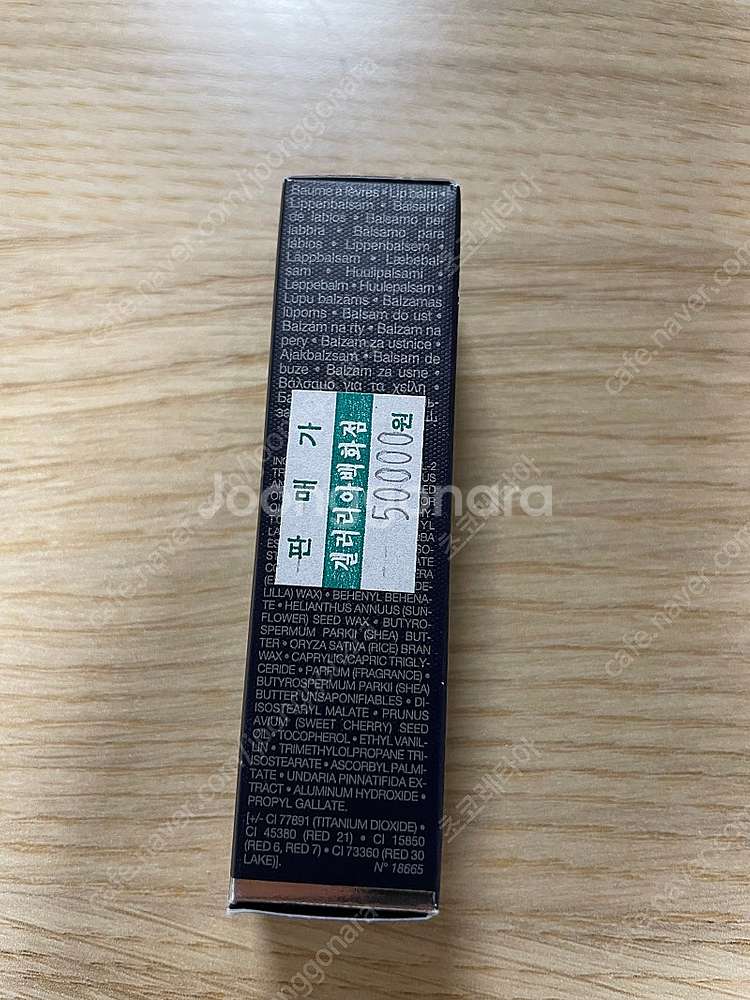 Baume à lèvres • Lip balm •
Lippenbalsem • Bálsamo
de labios • Balsamo per
labbra • Bálsamo para
lábios • Lippenbalsem •
Läppbalsam • Læbebal-
sam • Huulipalsami •
Leppebalm • Huulepalsam •
Lūpu balzāms • Balzamas
lūpoms • Balsam do ust •
Balzám na rty • Balzam na
pery • Balzam za ustnice •
Ajakbalzsam • Balsam de
buze • Balzam za usne •
Βάλσαμο για τα χείλη •
판매가
갤러리아백화점
50000원
LILLA) WAX) • BEHENYL BEHENA-
TE • HELIANTHUS ANNUUS (SUN-
FLOWER) SEED WAX • BUTYRO-
SPERMUM PARKII (SHEA) BUT-
TER • ORYZA SATIVA (RICE) BRAN
WAX • CAPRYLIC/CAPRIC TRIGLY-
CERIDE • PARFUM (FRAGRANCE) •
BUTYROSPERMUM PARKII (SHEA)
BUTTER UNSAPONIFIABLES • DI-
ISOSTEARYL MALATE • PRUNUS
AVIUM (SWEET CHERRY) SEED
OIL • TOCOPHEROL • ETHYL VANIL-
LIN • TRIMETHYLOLPROPANE TRI-
ISOSTEARATE • ASCORBYL PALMI-
TATE • UNDARIA PINNATIFIDA EX-
TRACT • ALUMINUM HYDROXIDE •
PROPYL GALLATE.
[+/- CI 77891 (TITANIUM DIOXIDE) •
CI 45380 (RED 21) • CI 15850
(RED 6, RED 7) • CI 73360 (RED 30
LAKE)].
N° 18665
Joonggonara
cafe.naver.com/joonggonara